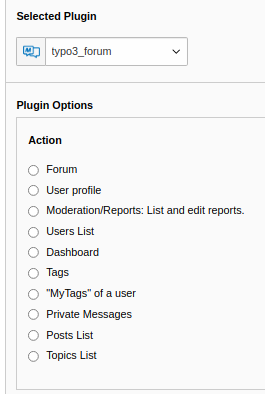 Selected Plugin
typo3_forum
Plugin Options
Action
Forum
User profile
Moderation/Reports: List and edit reports.
Users List
Dashboard
Tags
"MyTags" of a user
Private Messages
Posts List
Topics List